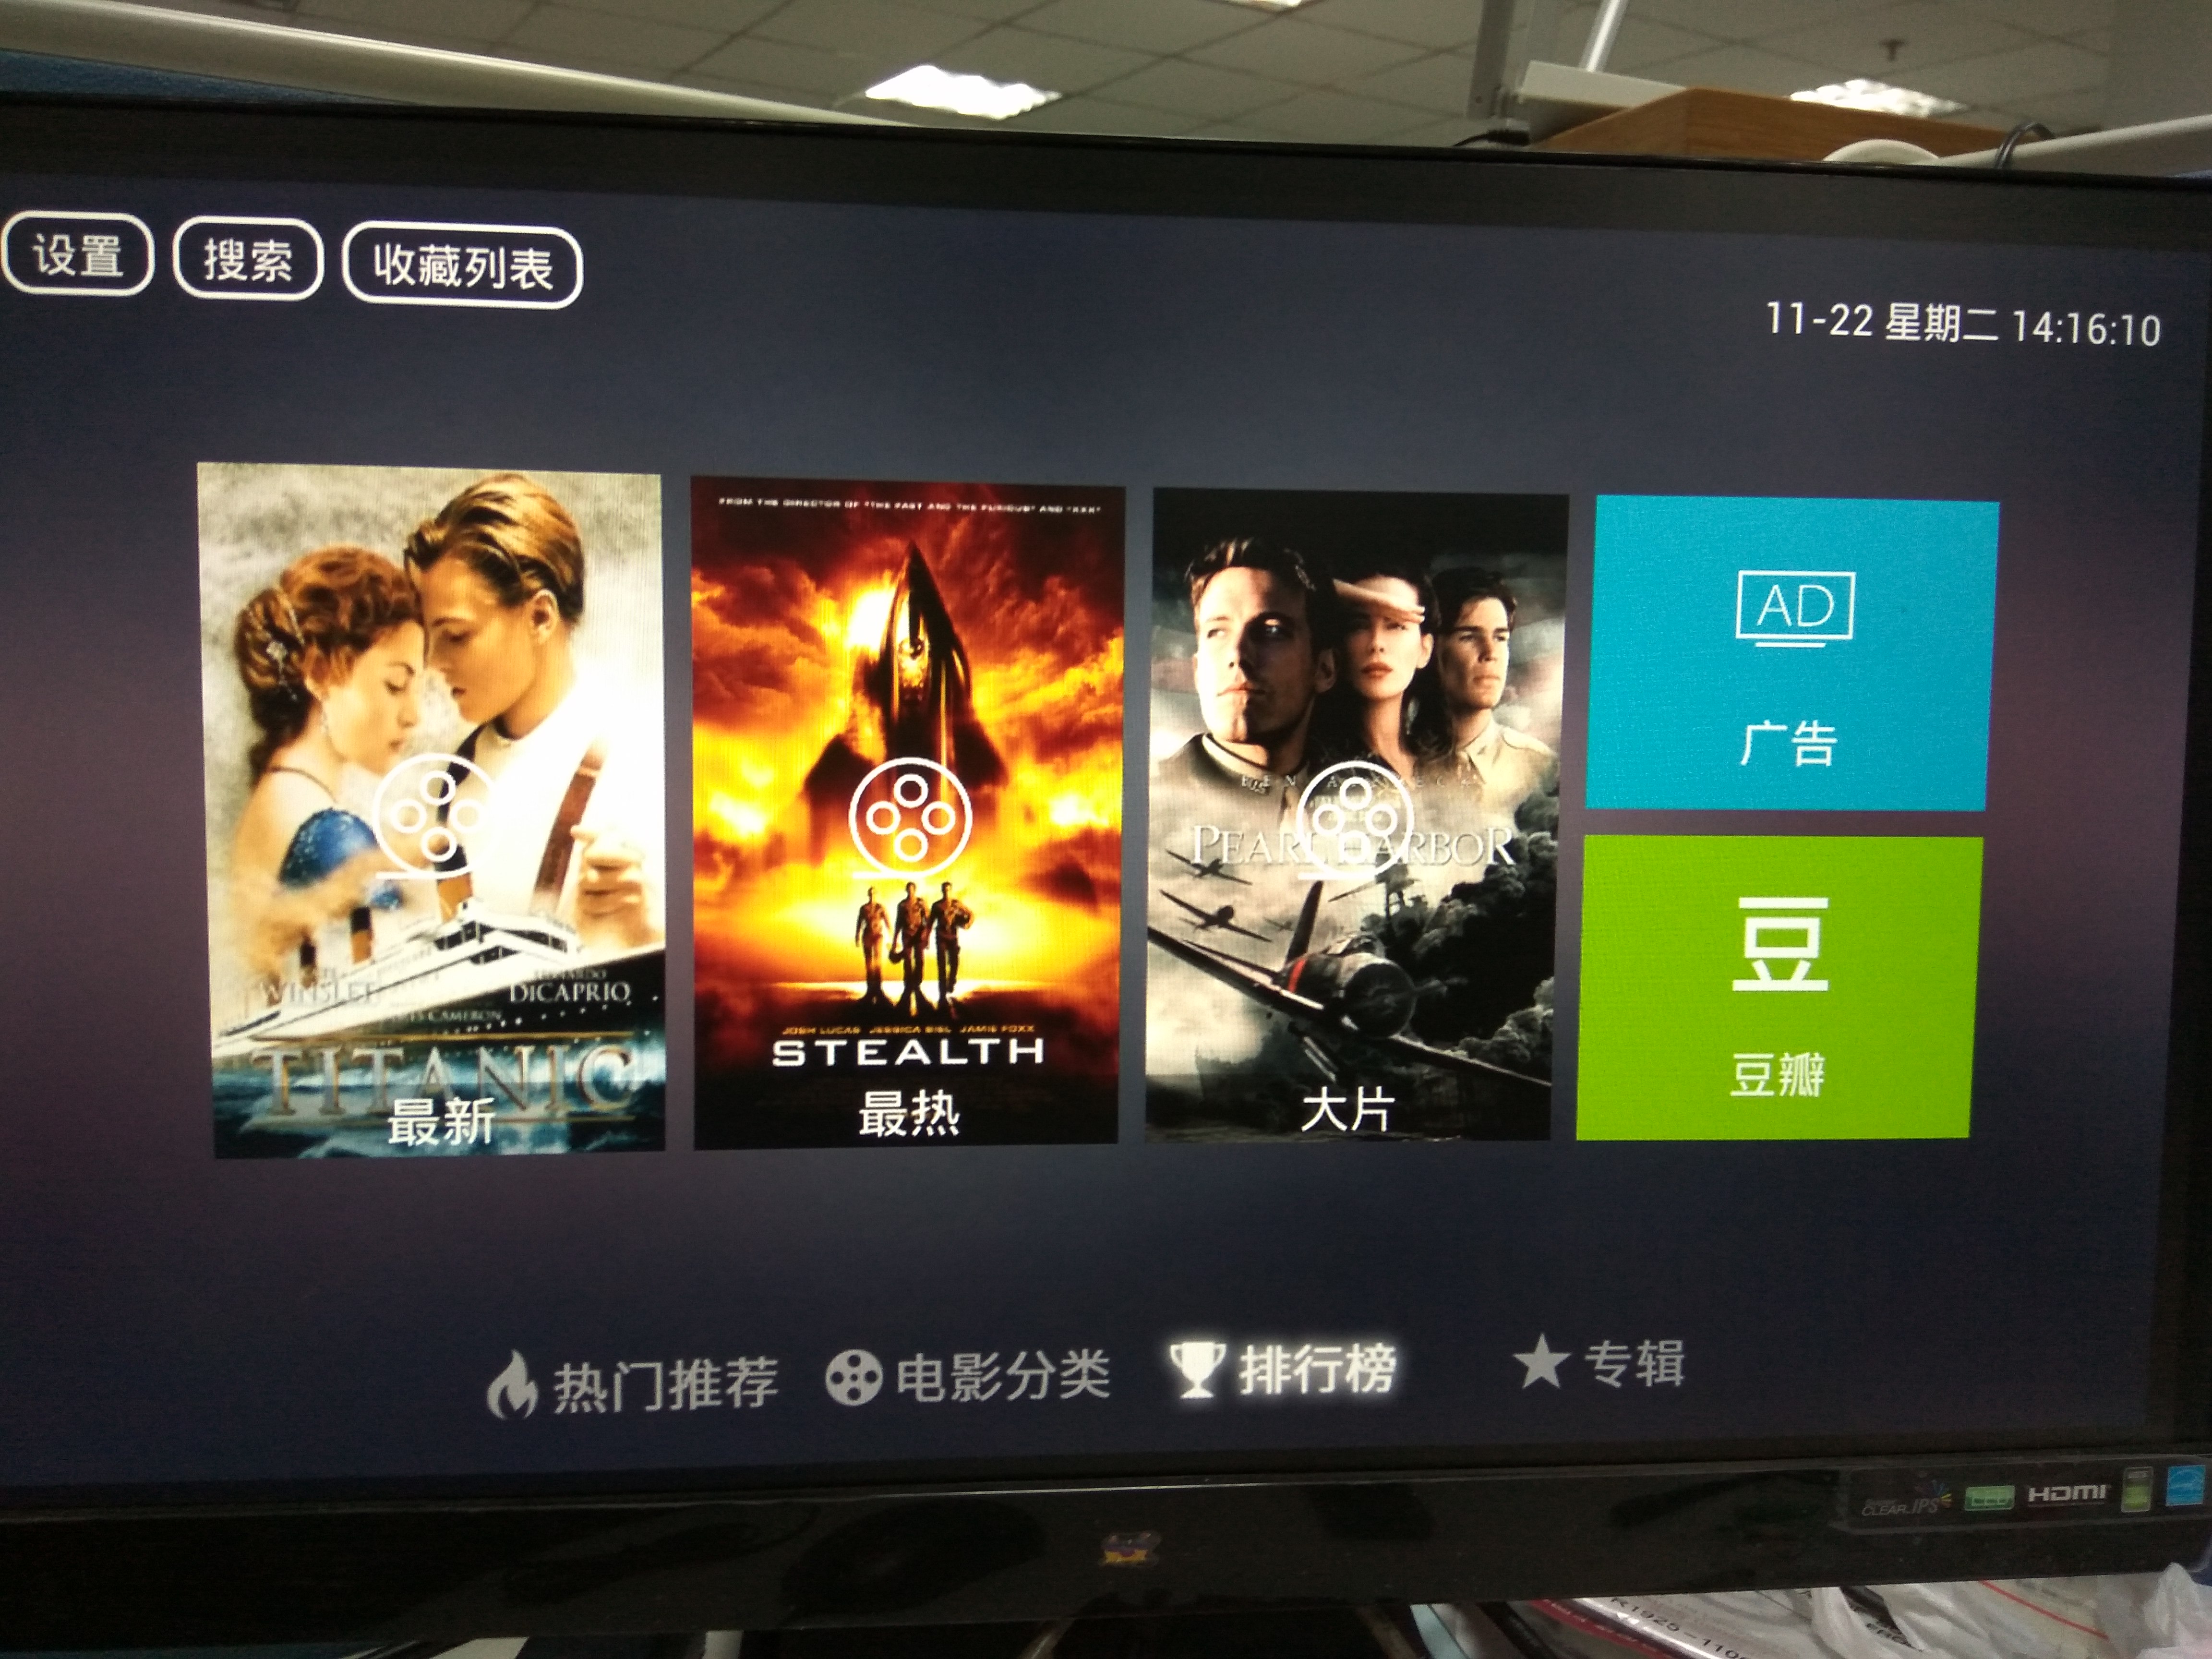 设置 搜索 收藏列表
11-22 星期二 14:16:10
WINSLET
DICAPRIO
TITANIC
最新
FROM THE DIRECTOR OF "THE FAST AND THE FURIOUS" AND "XXX"
JOSH LUCAS JESSICA BIEL JAMIE FOXX
STEALTH
最热
PEARL HARBOR
大片
AD
广告
豆
豆瓣
热门推荐 电影分类 排行榜 专辑
CLEAR IPS LED HDMI